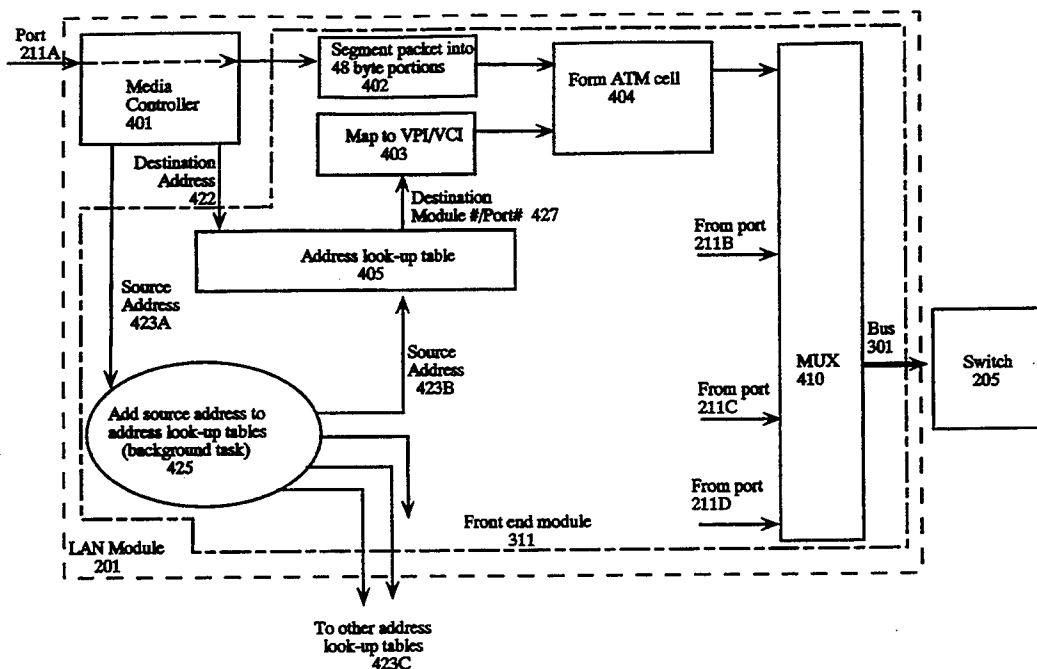 Port
211A
Media
Controller
401
Segment packet into
48 byte portions
402
Form ATM cell
404
Map to VPI/VCI
403
Destination
Address
422
Destination
Module #/Port# 427
Address look-up table
405
From port
211B
Source
Address
423A
Source
Address
423B
Bus
301
MUX
410
Switch
205
From port
211C
Add source address to
address look-up tables
(background task)
425
From port
211D
Front end module
311
LAN Module
201
To other address
look-up tables
423C